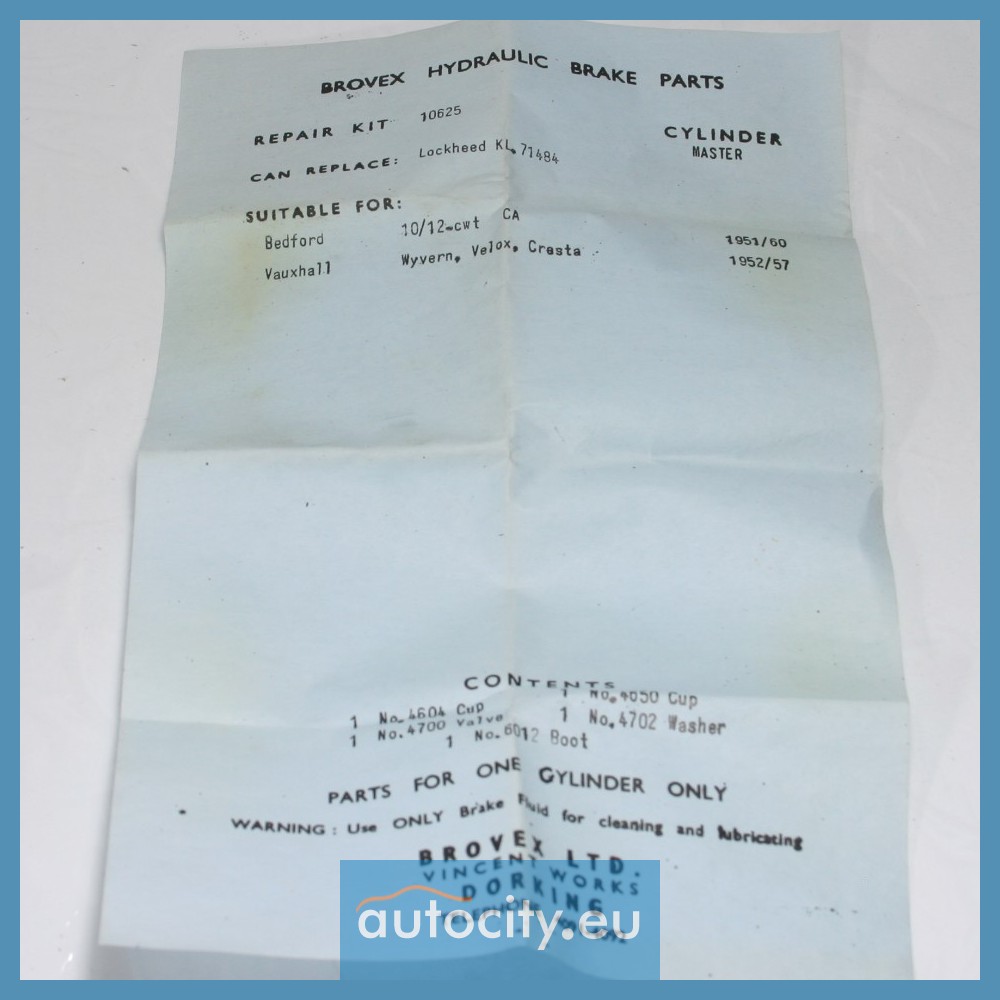 BROVEX HYDRAULIC BRAKE PARTS
REPAIR KIT 10625
CYLINDER
MASTER
CAN REPLACE: Lockheed KL.71484
SUITABLE FOR:
Bedford 10/12-cwt CA 1951/60
Vauxhall Wyvern, Velox, Cresta 1952/57
CONTENTS
1 No.4604 Cup 1 No.4050 Cup
1 No.4700 Valve 1 No.4702 Washer
1 No.6012 Boot
PARTS FOR ONE CYLINDER ONLY
WARNING: Use ONLY Brake Fluid for cleaning and lubricating
BROVEX LTD.
VINCENT WORKS
DORKING
autocity.eu